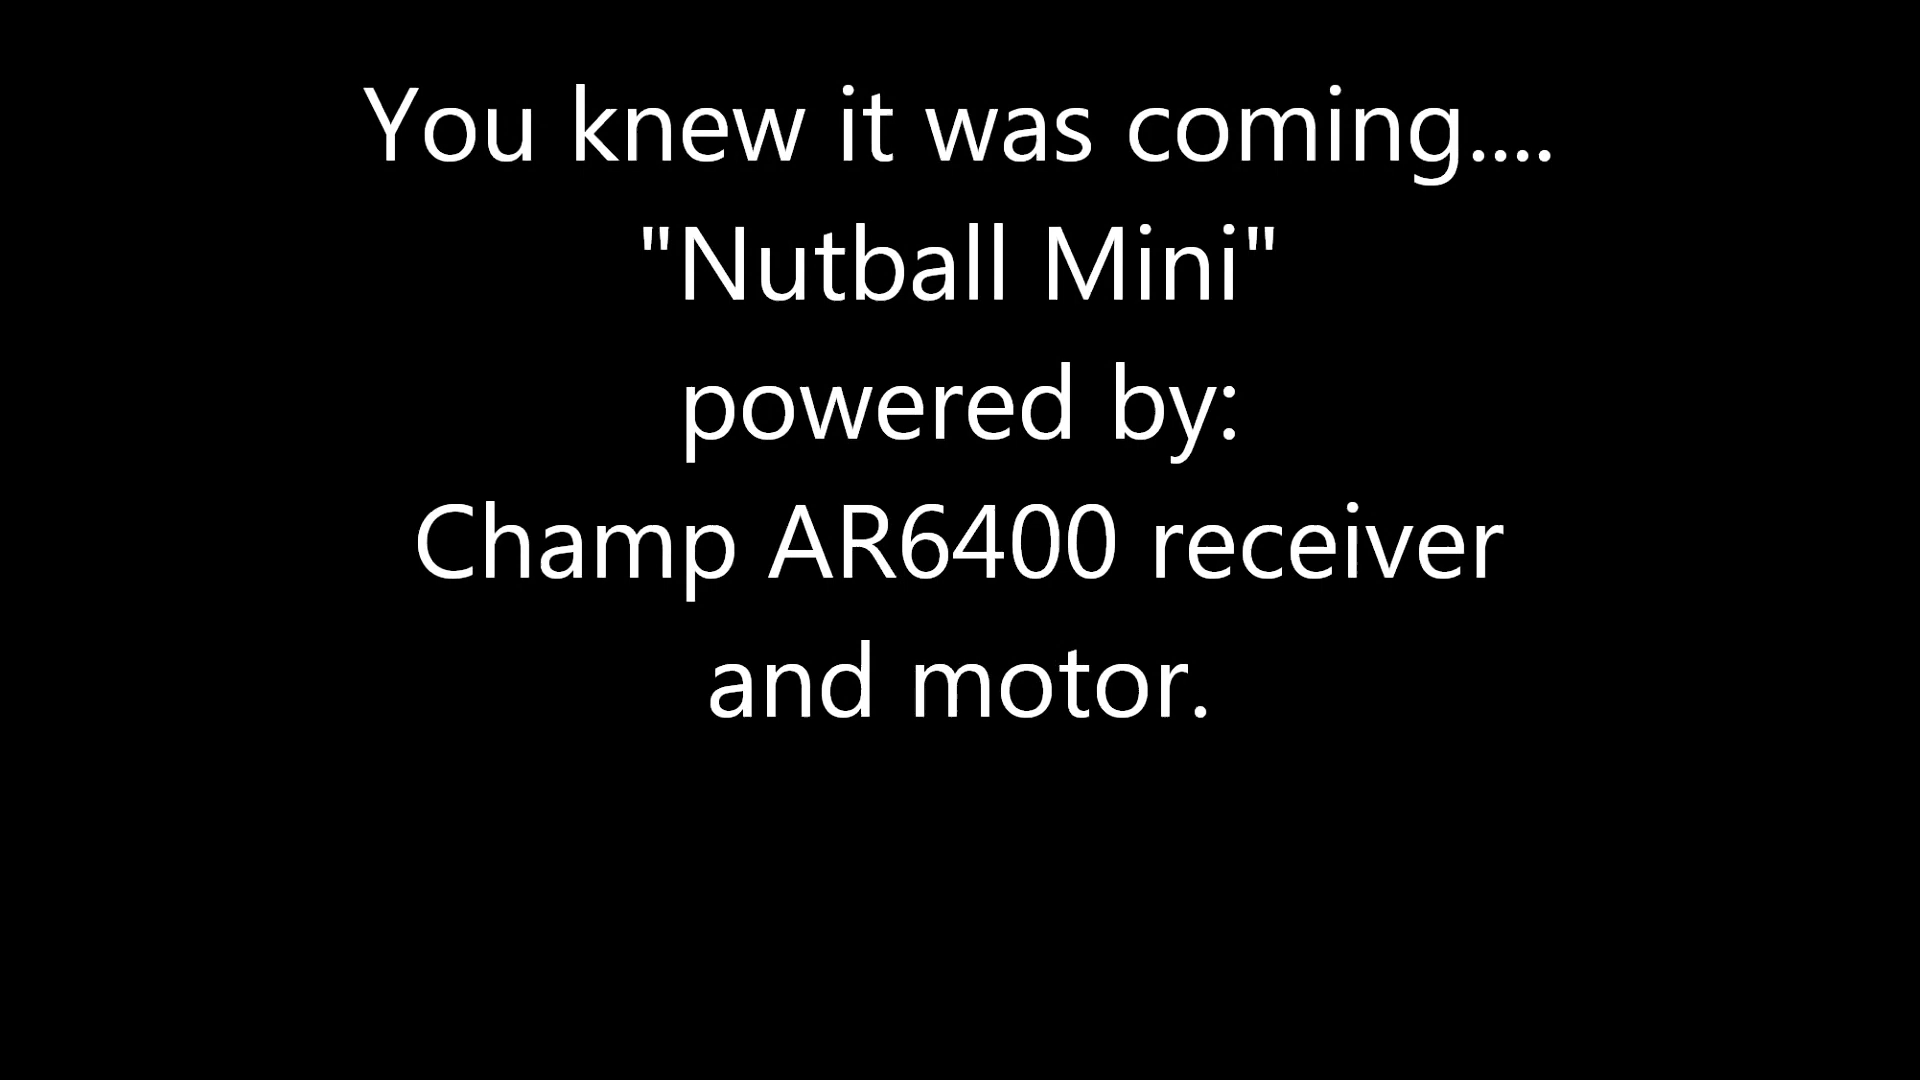 You knew it was coming....
"Nutball Mini"
powered by:
Champ AR6400 receiver
and motor.